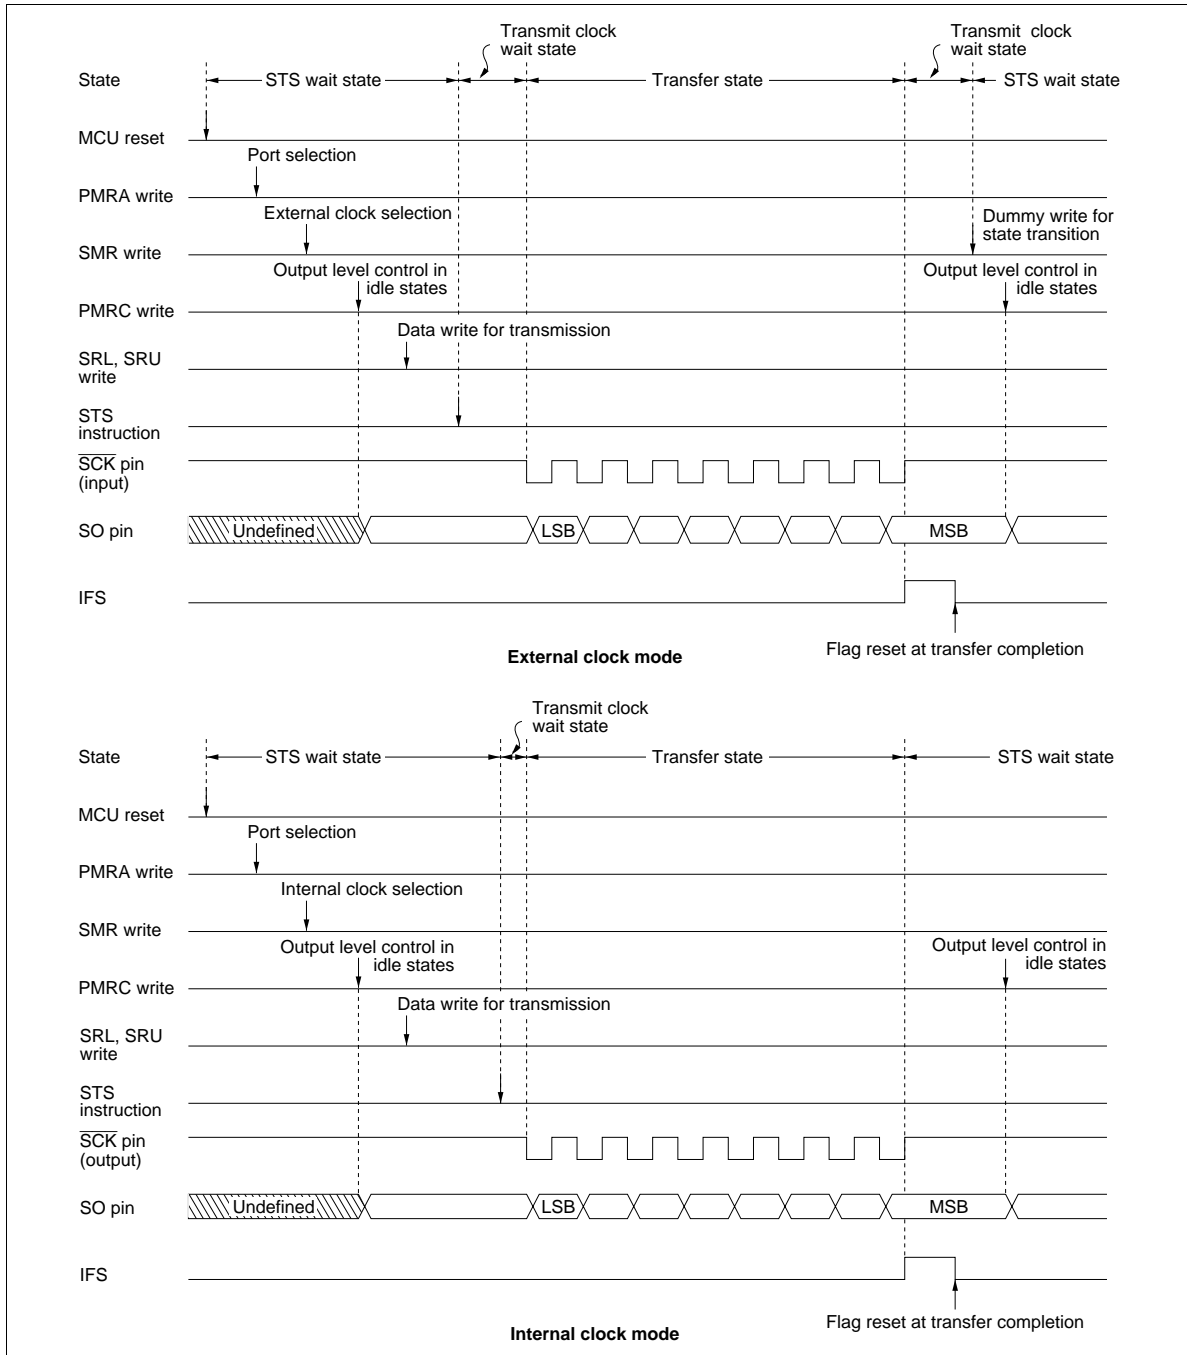 Transmit clock
wait state
Transmit clock
wait state
State
STS wait state
Transfer state
STS wait state
MCU reset
Port selection
PMRA write
External clock selection
Dummy write for
state transition
SMR write
Output level control in
idle states
Output level control in
idle states
PMRC write
Data write for transmission
SRL, SRU
write
STS
instruction
SCK pin
(input)
SO pin
Undefined
LSB
MSB
IFS
Flag reset at transfer completion
External clock mode
Transmit clock
wait state
State
STS wait state
Transfer state
STS wait state
MCU reset
Port selection
PMRA write
Internal clock selection
SMR write
Output level control in
idle states
Output level control in
idle states
PMRC write
Data write for transmission
SRL, SRU
write
STS
instruction
SCK pin
(output)
SO pin
Undefined
LSB
MSB
IFS
Flag reset at transfer completion
Internal clock mode